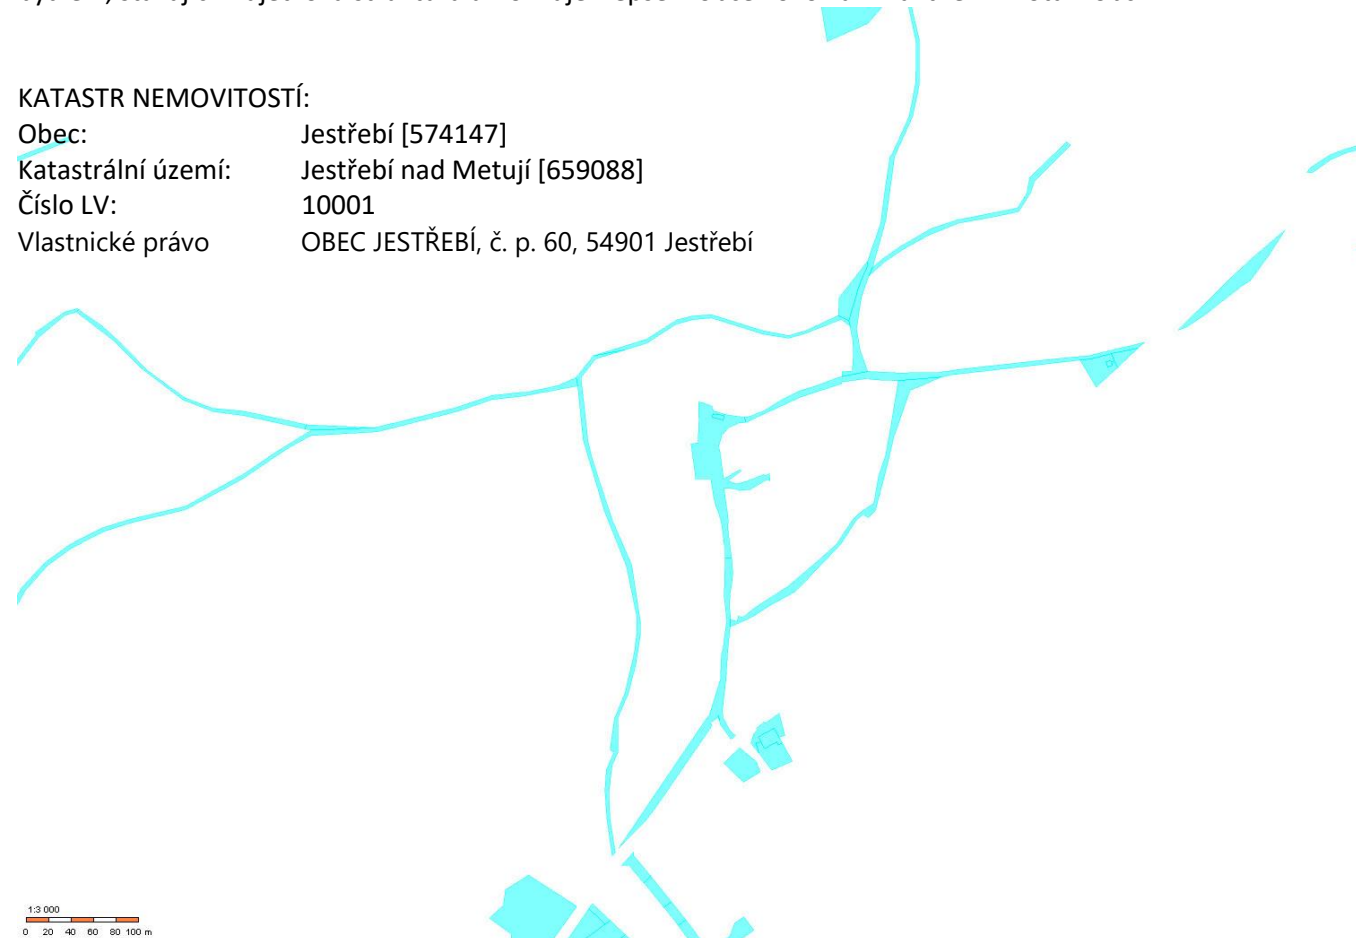 KATASTR NEMOVITOSTÍ:
Obec: Jestřebí [574147]
Katastrální území: Jestřebí nad Metují [659088]
Číslo LV: 10001
Vlastnické právo OBEC JESTŘEBÍ, č. p. 60, 54901 Jestřebí
1:3 000
0 20 40 60 80 100 m